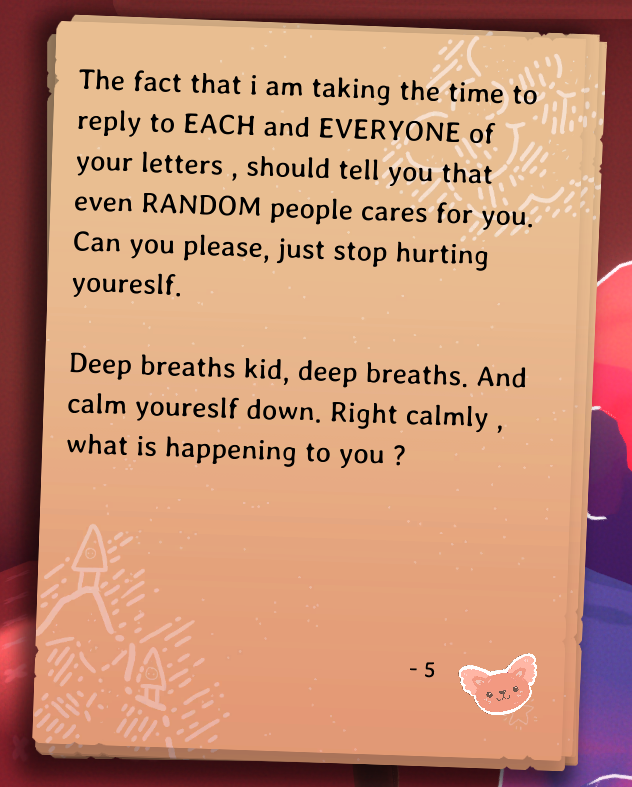 The fact that i am taking the time to
reply to EACH and EVERYONE of
your letters , should tell you that
even RANDOM people cares for you.
Can you please, just stop hurting
youreslf.
Deep breaths kid, deep breaths. And
calm youreslf down. Right calmly ,
what is happening to you ?
- 5